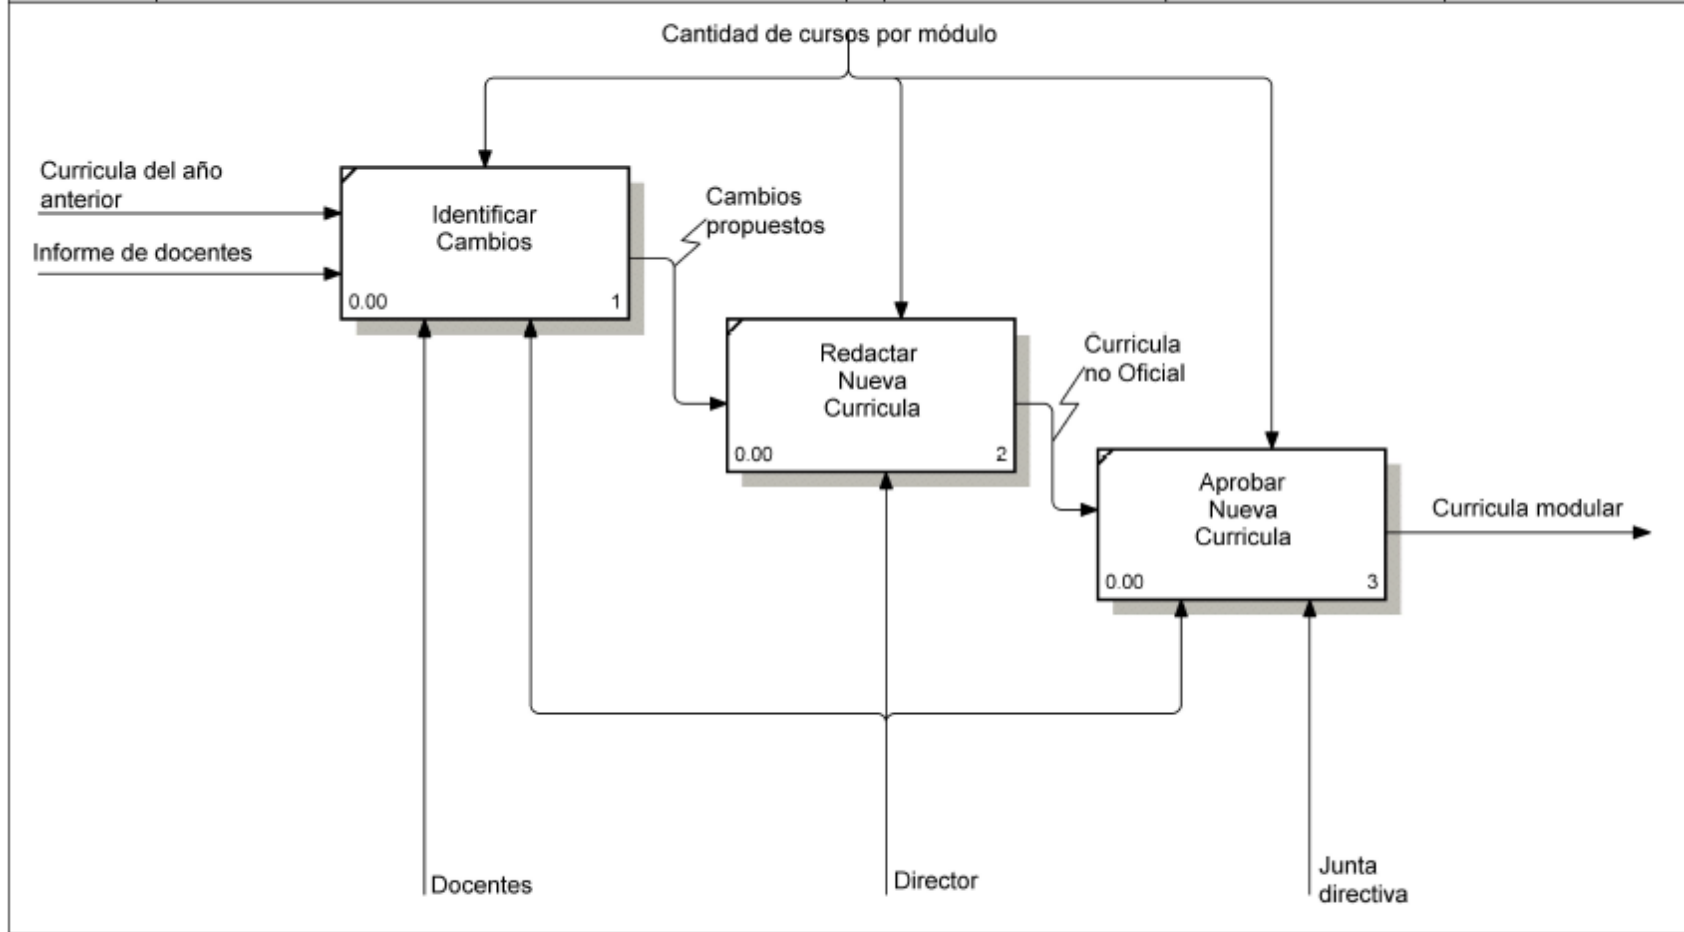 Cantidad de cursos por módulo
Curricula del año
anterior
Informe de docentes
Identificar
Cambios
0.00
1
Cambios
propuestos
Redactar
Nueva
Curricula
0.00
2
Curricula
no Oficial
Aprobar
Nueva
Curricula
0.00
3
Curricula modular
Docentes
Director
Junta
directiva